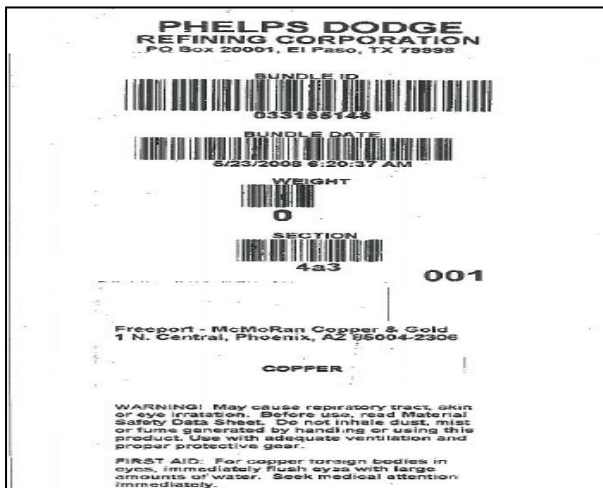 PHELPS DODGE
REFINING CORPORATION
PO Box 20001, El Paso, TX 79998
BUNDLE ID
033185148
BUNDLE DATE
5/23/2008 6:20:37 AM
WEIGHT
0
SECTION
4a3
001
Freeport - McMoRan Copper & Gold
1 N. Central, Phoenix, AZ 85004-2306
COPPER
WARNING! May cause repiratory tract, skin
or eye irratation. Before use, read Material
Safety Data Sheet. Do not inhale dust, mist
or fume generated by handling or using this
product. Use with adequate ventilation and
proper protective gear.
FIRST AID: For copper foreign bodies in
eyes, immediately flush eyes with large
amounts of water. Seek medical attention
immediately.